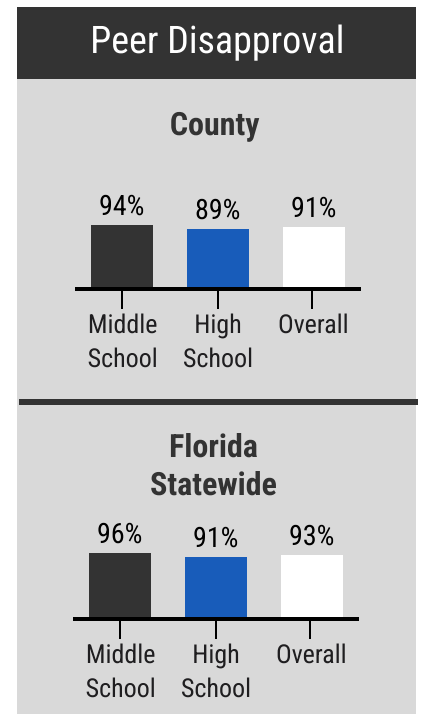 Peer Disapproval
County
94% 89% 91%
Middle School
High School
Overall
Florida
Statewide
96% 91% 93%
Middle School
High School
Overall